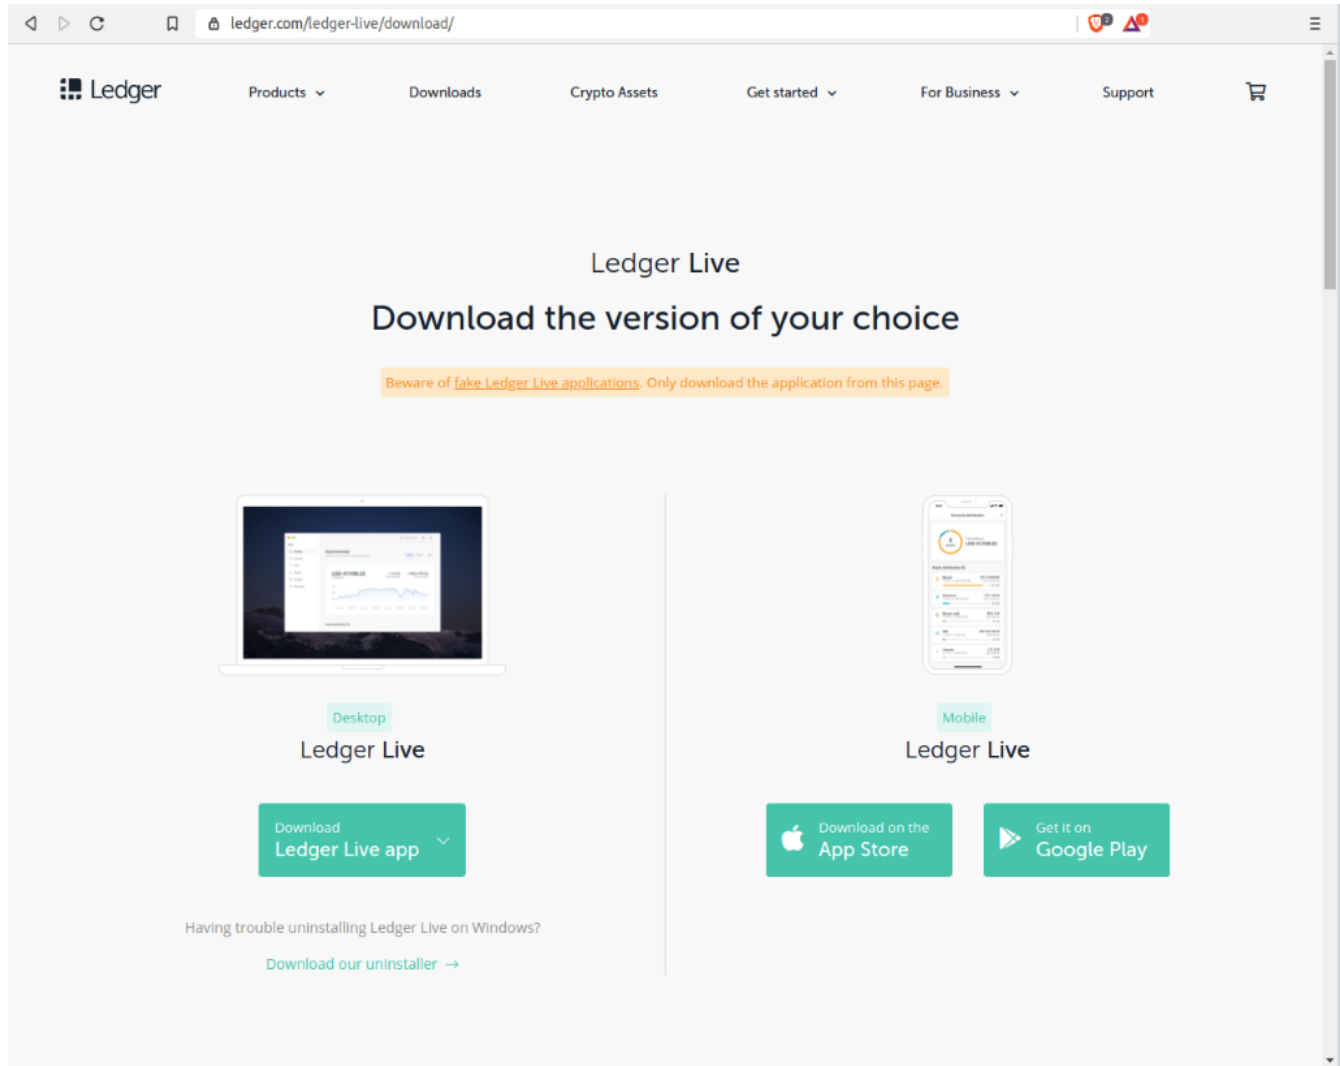 ledger.com/ledger-live/download/
2
1
Ledger
Products
Downloads
Crypto Assets
Get started
For Business
Support
Ledger Live
Download the version of your choice
Beware of fake Ledger Live applications. Only download the application from this page.
Desktop
Ledger Live
Download
Ledger Live app
Having trouble uninstalling Ledger Live on Windows?
Download our uninstaller →
Mobile
Ledger Live
Download on the
App Store
Get it on
Google Play